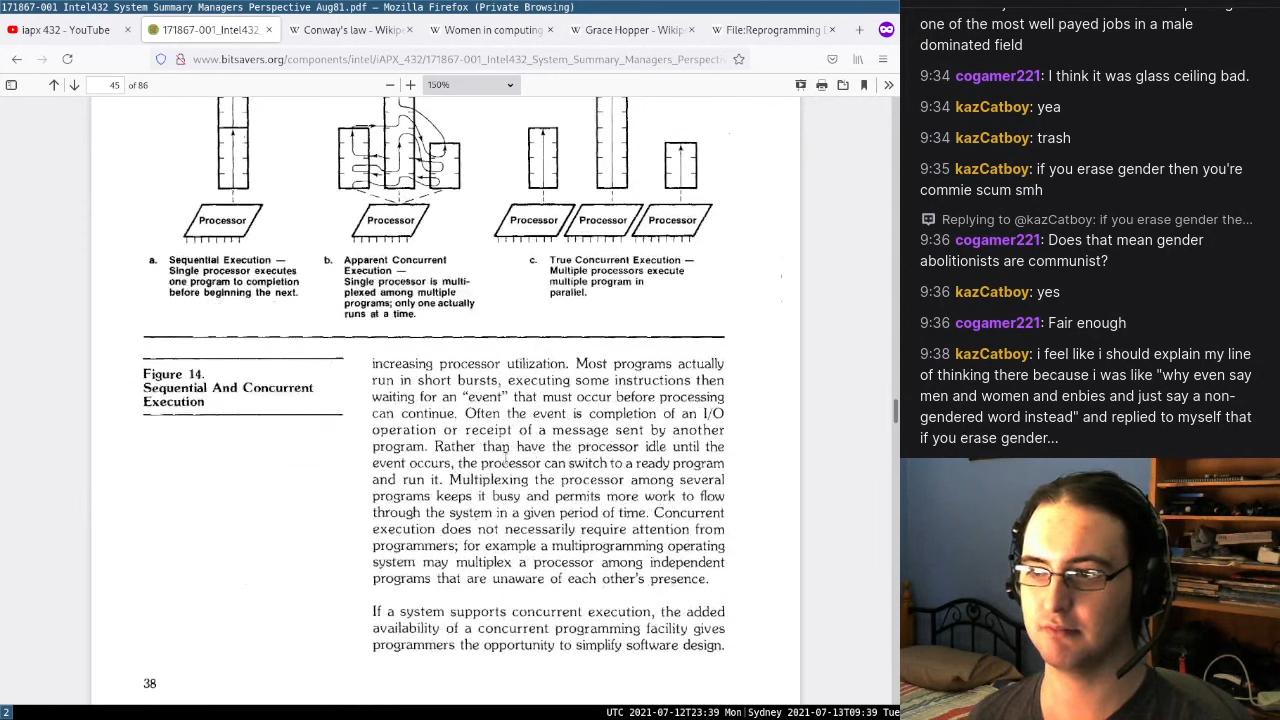 171867-001 Intel432 System Summary Managers Perspective Aug81.pdf - Mozilla Firefox (Private Browsing)
iapx 432 - YouTube
171867-001 Intel432_
Conway's law - Wikipe
Women in computing
Grace Hopper - Wikip
File:Reprogramming D
www.bitsavers.org/components/intel/iAPX_432/171867-001_Intel432_System_Summary_Managers_Perspecti
45 of 86
150%
Processor
Processor
Processor
Processor
Processor
a. Sequential Execution —
Single processor executes
one program to completion
before beginning the next.
b. Apparent Concurrent
Execution —
Single processor is multi-
plexed among multiple
programs; only one actually
runs at a time.
c. True Concurrent Execution —
Multiple processors execute
multiple program in
parallel.
Figure 14.
Sequential And Concurrent
Execution
increasing processor utilization. Most programs actually
run in short bursts, executing some instructions then
waiting for an “event” that must occur before processing
can continue. Often the event is completion of an I/O
operation or receipt of a message sent by another
program. Rather than have the processor idle until the
event occurs, the processor can switch to a ready program
and run it. Multiplexing the processor among several
programs keeps it busy and permits more work to flow
through the system in a given period of time. Concurrent
execution does not necessarily require attention from
programmers; for example a multiprogramming operating
system may multiplex a processor among independent
programs that are unaware of each other's presence.
If a system supports concurrent execution, the added
availability of a concurrent programming facility gives
programmers the opportunity to simplify software design.
38
one of the most well payed jobs in a male
dominated field
9:34 cogamer221: I think it was glass ceiling bad.
9:34 kazCatboy: yea
9:34 kazCatboy: trash
9:35 kazCatboy: if you erase gender then you're
commie scum smh
Replying to @kazCatboy: if you erase gender the...
9:36 cogamer221: Does that mean gender
abolitionists are communist?
9:36 kazCatboy: yes
9:36 cogamer221: Fair enough
9:38 kazCatboy: i feel like i should explain my line
of thinking there because i was like "why even say
men and women and enbies and just say a non-
gendered word instead" and replied to myself that
if you erase gender...
2
UTC 2021-07-12T23:39 Mon Sydney 2021-07-13T09:39 Tue